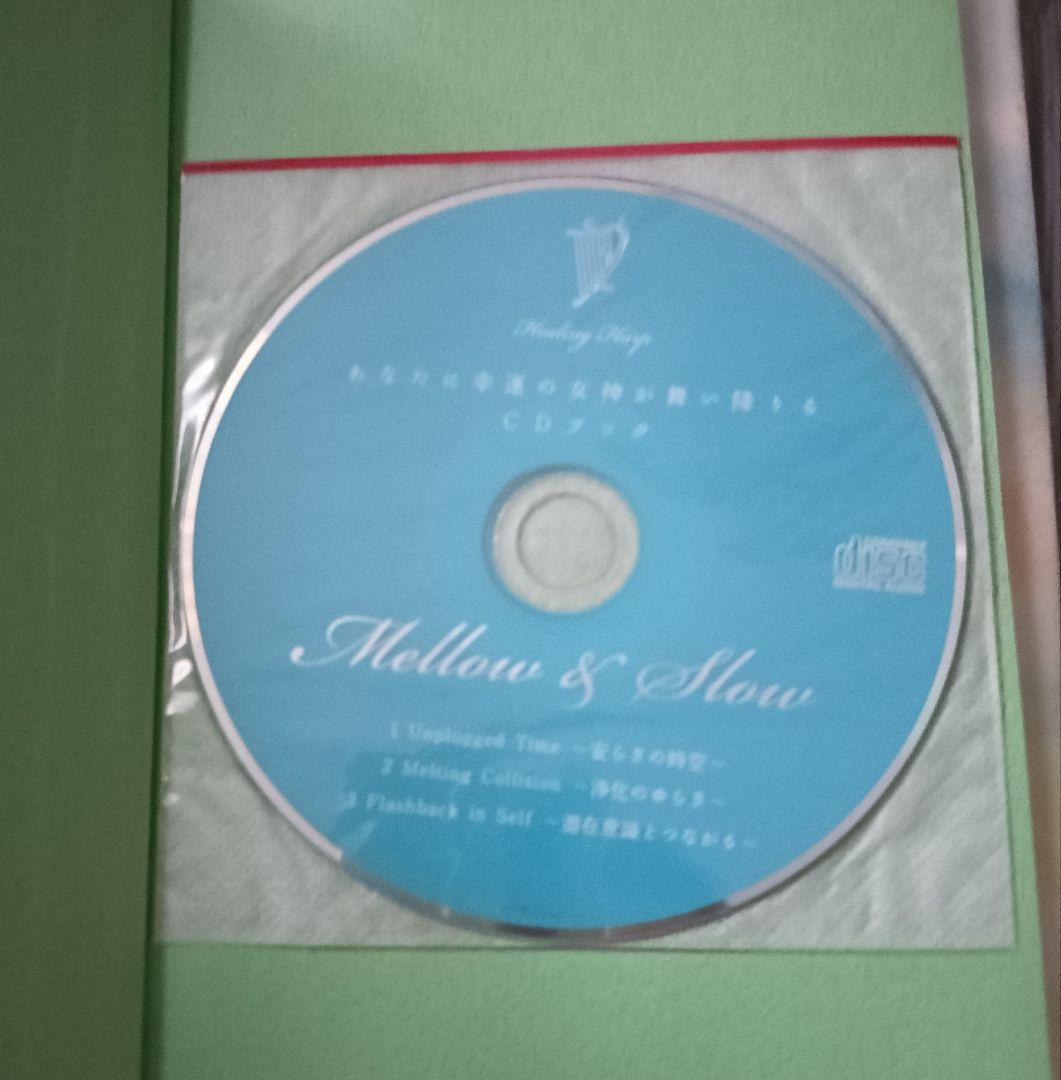 Healing Harp
あなたに幸運の女神が舞い降りる
CDブック
disc
Mellow & Slow
1 Unplugged Time ～安らぎの時空～
2 Melting Collision ～浄化のゆらぎ～
3 Flashback in Self ～潜在意識とつながる～